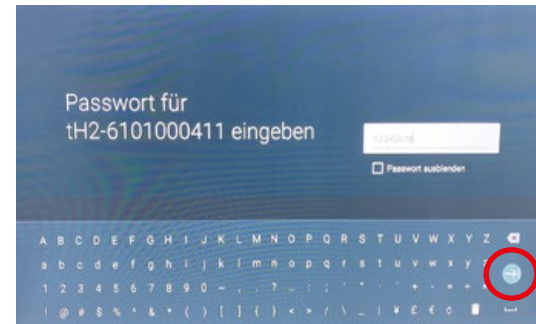 Passwort für
tH2-6101000411 eingeben
12345678
Passwort ausblenden
A B C D E F G H I J K L M N O P Q R S T U V W X Y Z
a b c d e f g h i j k l m n o p q r s t u v w x y z
1 2 3 4 5 6 7 8 9 0 ~
! @ # $ % ^ & * ( ) [ ] { } < > / \ _ | ¥ £ € ¢